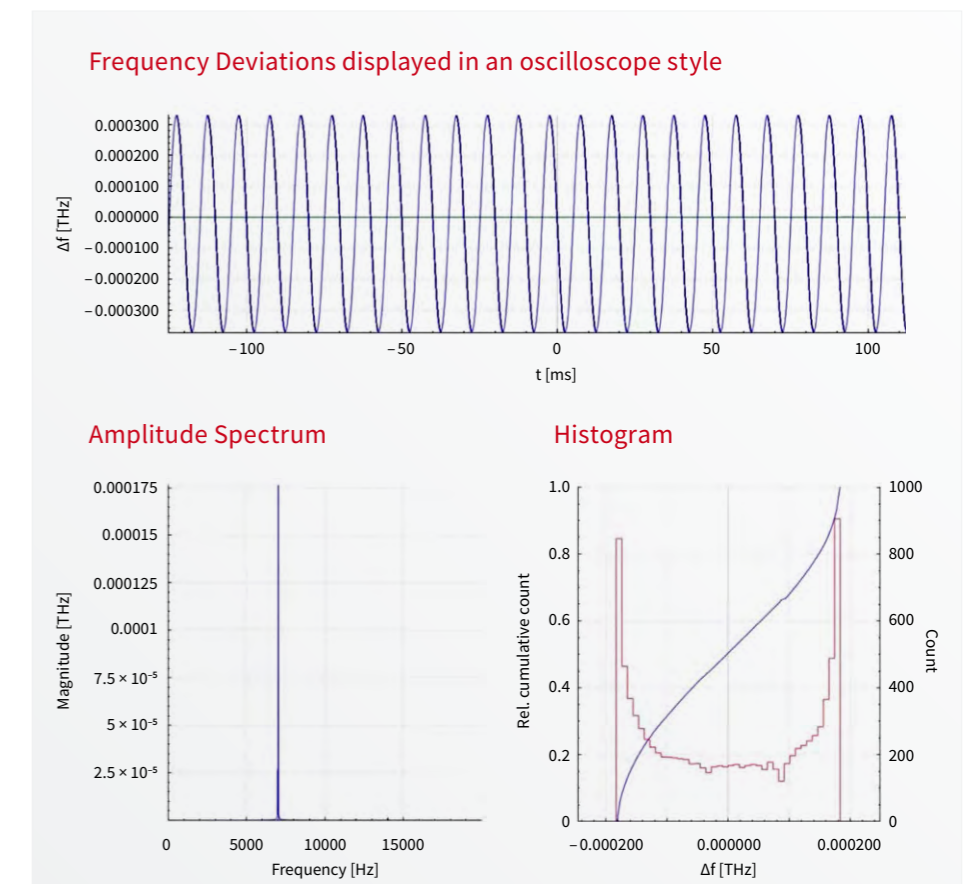 Frequency Deviations displayed in an oscilloscope style
0.000300
0.000200
0.000100
0.000000
−0.000100
−0.000200
−0.000300
Δf [THz]
−100
−50
0
50
100
t [ms]
Amplitude Spectrum
0.000175
0.00015
0.000125
0.0001
7.5 × 10⁻⁵
5 × 10⁻⁵
2.5 × 10⁻⁵
Magnitude [THz]
0
5000
10000
15000
Frequency [Hz]
Histogram
1.0
0.8
0.6
0.4
0.2
0
Rel. cumulative count
1000
800
600
400
200
0
Count
−0.000200
0.000000
0.000200
Δf [THz]